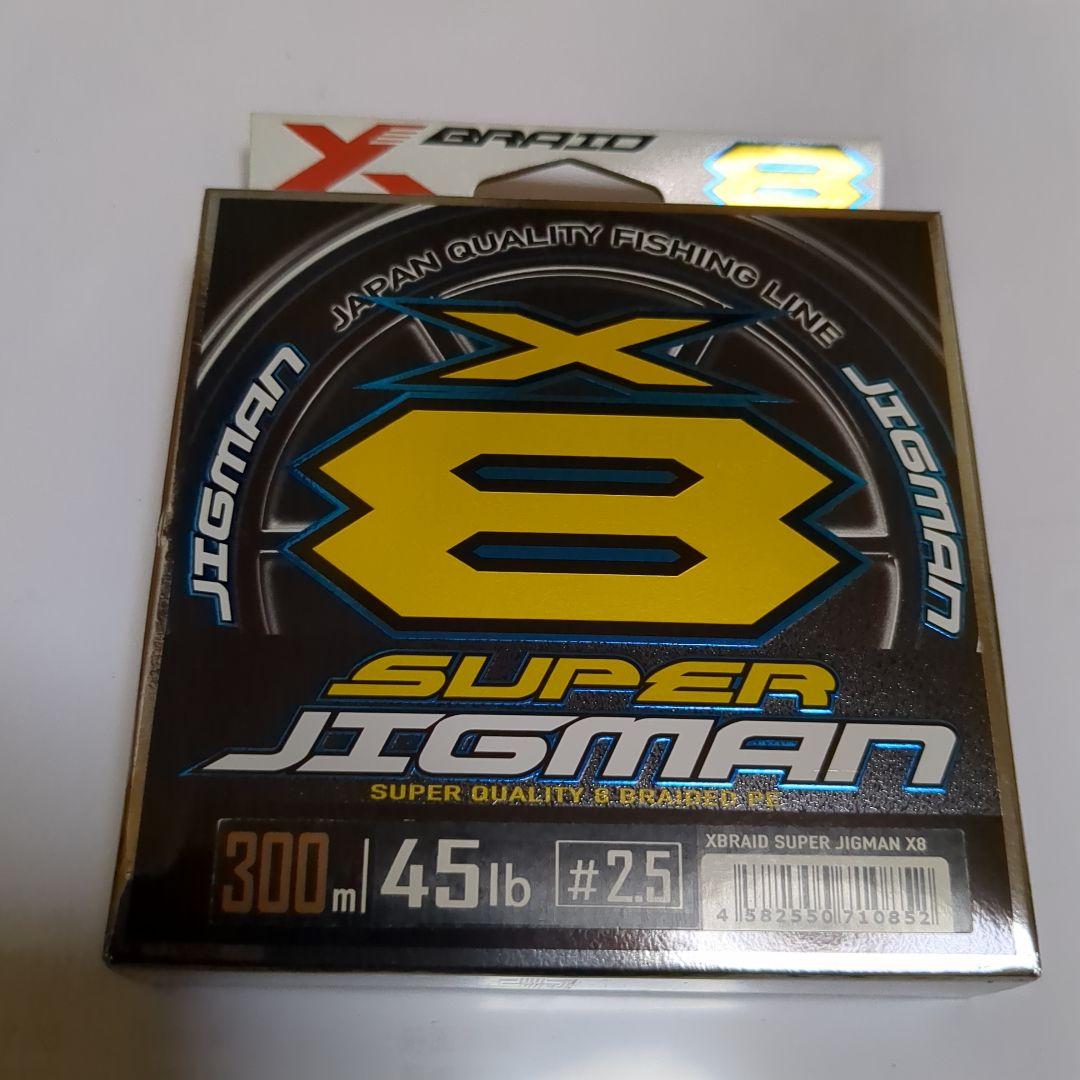 X BRAID
8
JAPAN QUALITY FISHING LINE
JIGMAN
JIGMAN
X
8
SUPER
JIGMAN
SUPER QUALITY 8 BRAIDED PE
300m 45lb #2.5
XBRAID SUPER JIGMAN X8
4 582550 710852